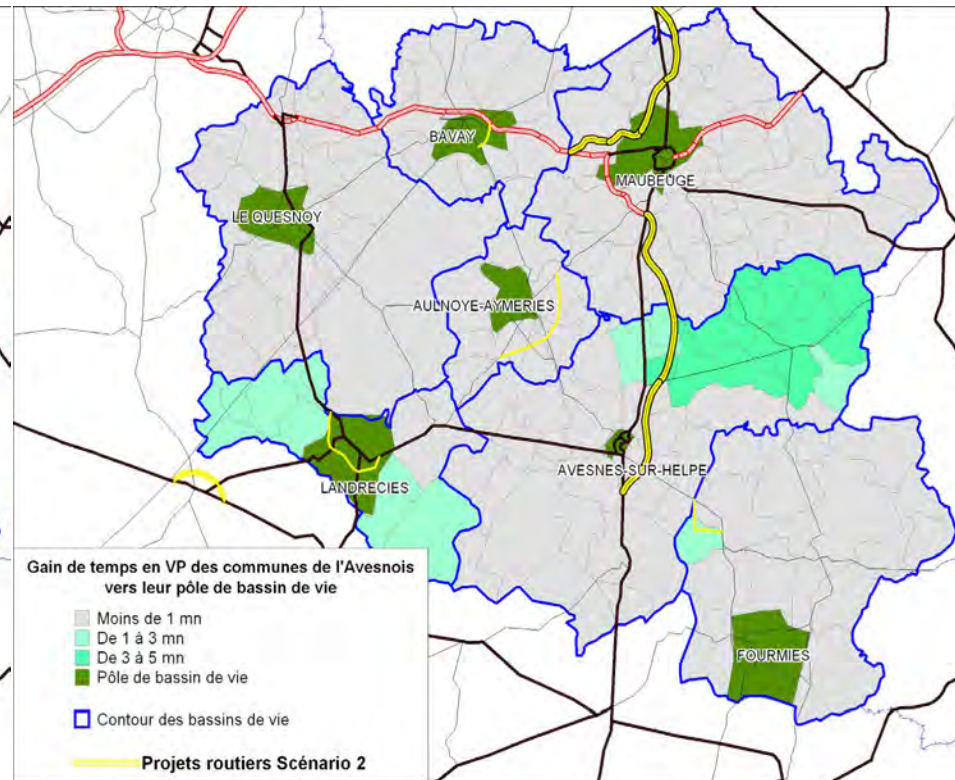 BAVAY
MAUBEUGE
LE QUESNOY
AULNOYE-AYMERIES
AVESNES-SUR-HELPE
LANDRECIES
FOURMIES
Gain de temps en VP des communes de l'Avesnois
vers leur pôle de bassin de vie
Moins de 1 mn
De 1 à 3 mn
De 3 à 5 mn
Pôle de bassin de vie
Contour des bassins de vie
Projets routiers Scénario 2